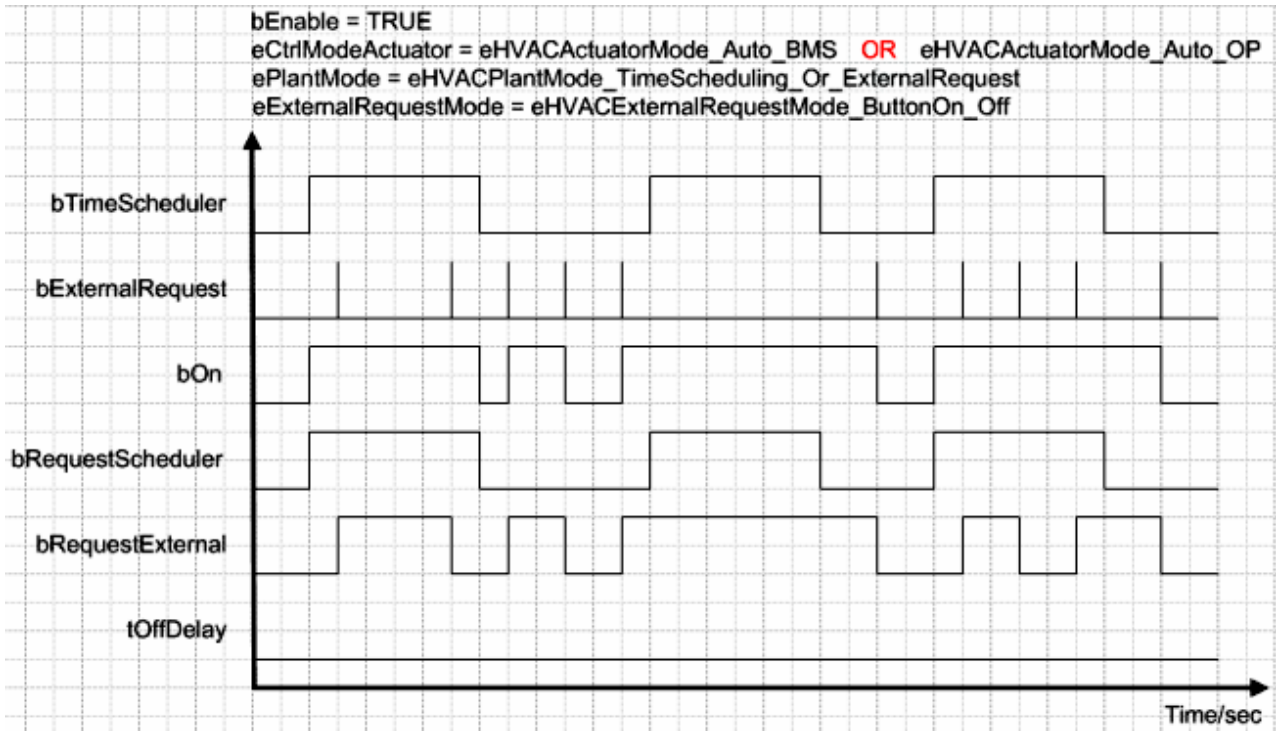 bEnable = TRUE
eCtrlModeActuator = eHVACActuatorMode_Auto_BMS OR eHVACActuatorMode_Auto_OP
ePlantMode = eHVACPlantMode_TimeScheduling_Or_ExternalRequest
eExternalRequestMode = eHVACExternalRequestMode_ButtonOn_Off
bTimeScheduler
bExternalRequest
bOn
bRequestScheduler
bRequestExternal
tOffDelay
Time/sec